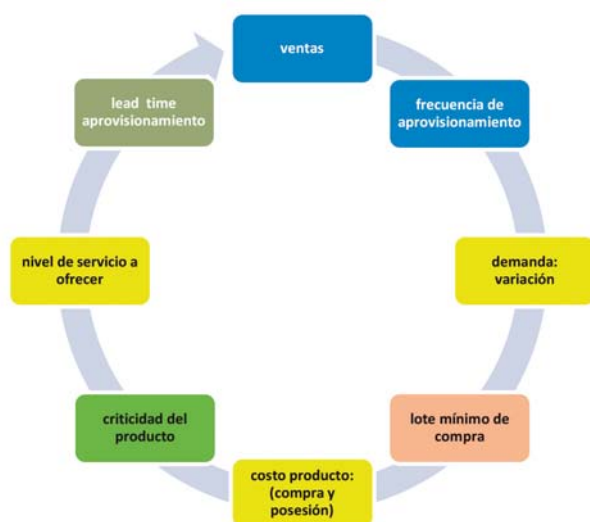 ventas
frecuencia de
aprovisionamiento
demanda:
variación
lote mínimo de
compra
costo producto:
(compra y
posesión)
criticidad del
producto
nivel de servicio a
ofrecer
lead time
aprovisionamiento